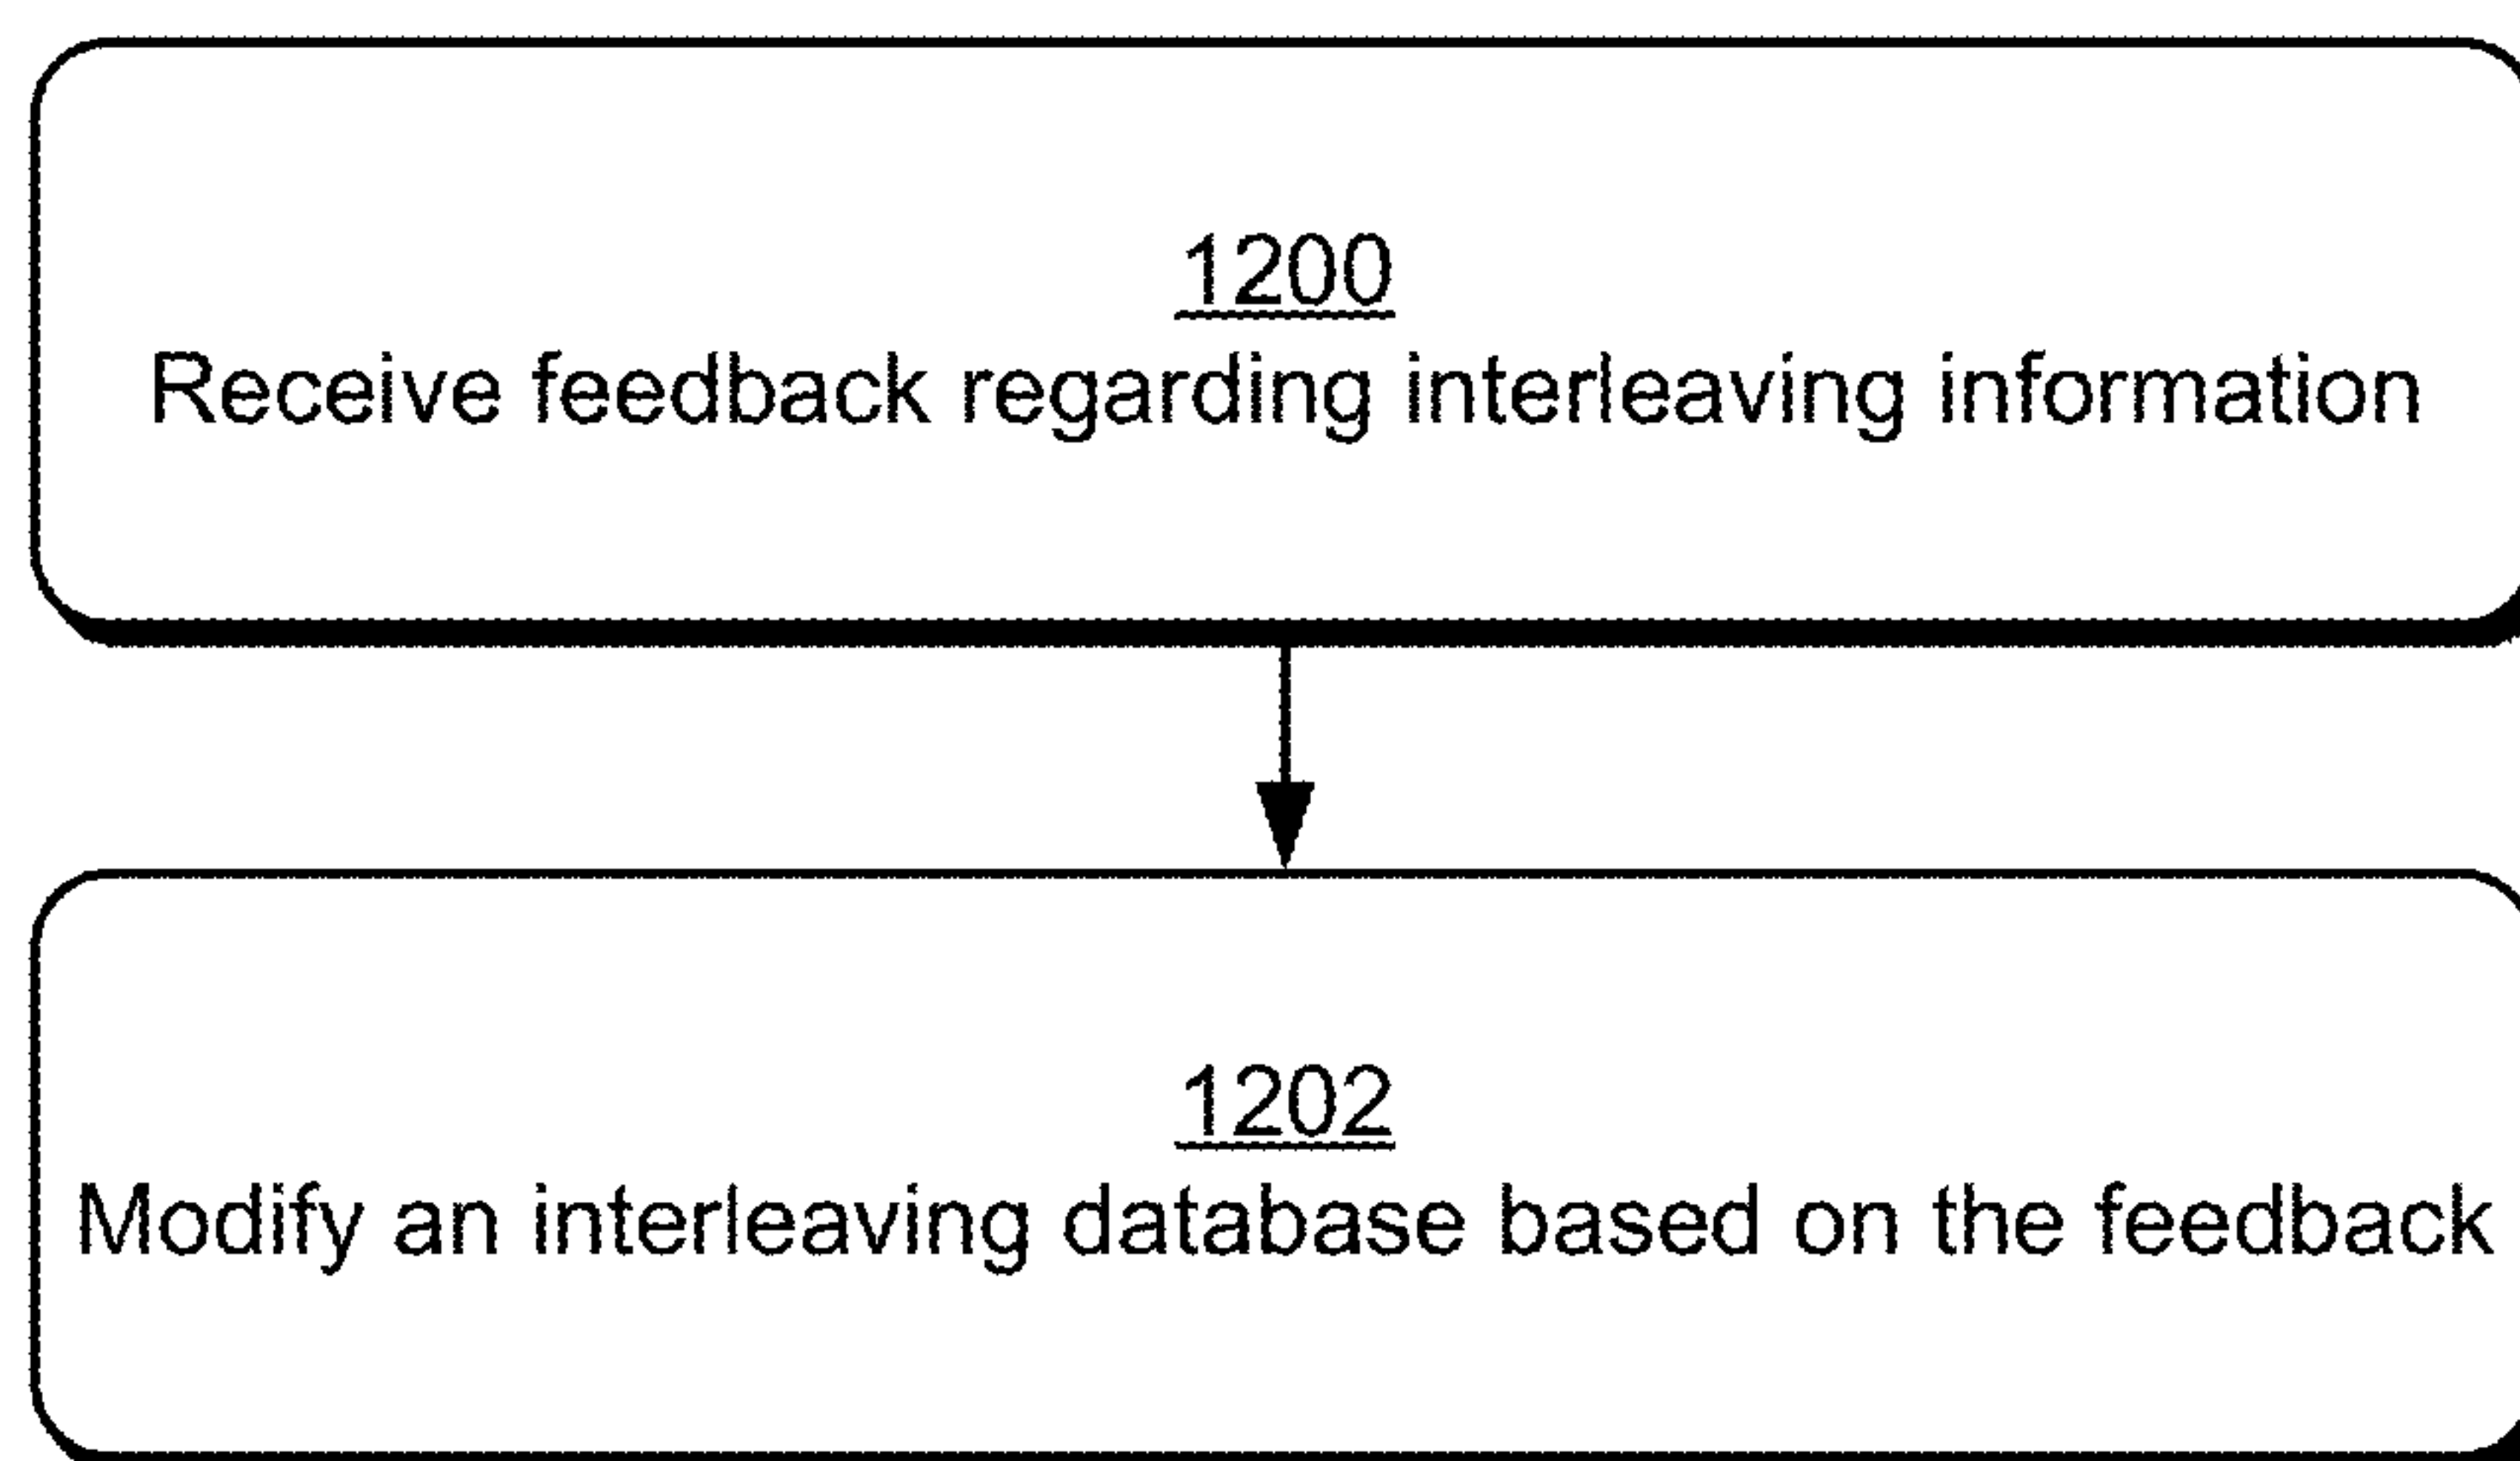 1200
Receive feedback regarding interleaving information
1202
Modify an interleaving database based on the feedback